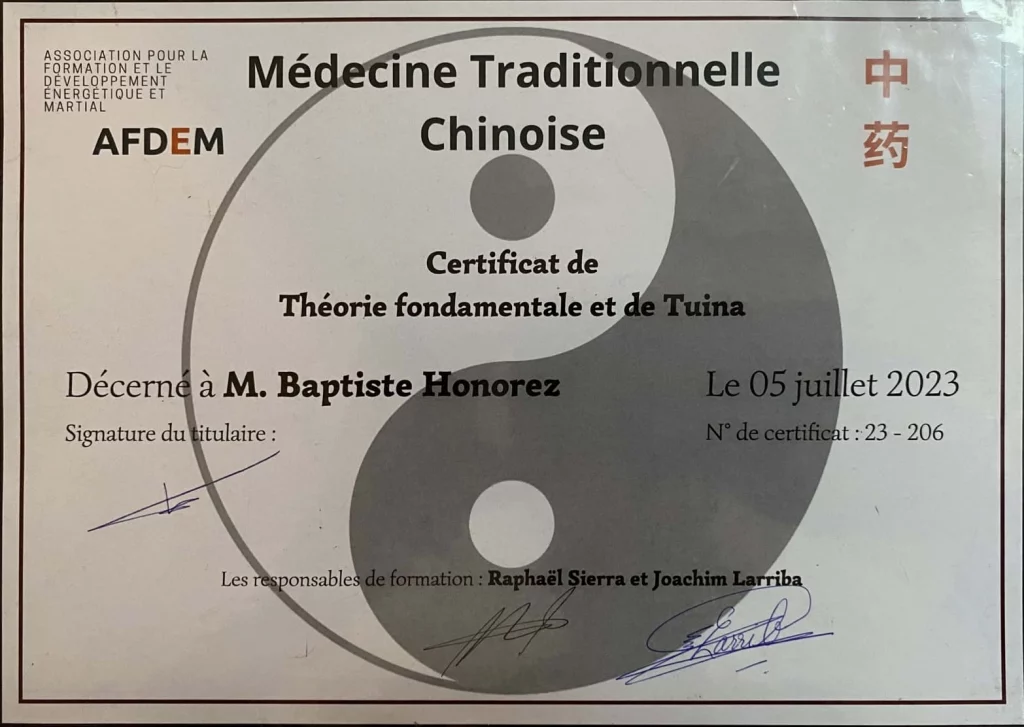 ASSOCIATION POUR LA
FORMATION ET LE
DÉVELOPPEMENT
ÉNERGÉTIQUE ET
MARTIAL
AFDEM
Médecine Traditionnelle
Chinoise
中
药
Certificat de
Théorie fondamentale et de Tuina
Décerné à M. Baptiste Honorez
Le 05 juillet 2023
Signature du titulaire :
N° de certificat : 23 - 206
Les responsables de formation : Raphaël Sierra et Joachim Larriba